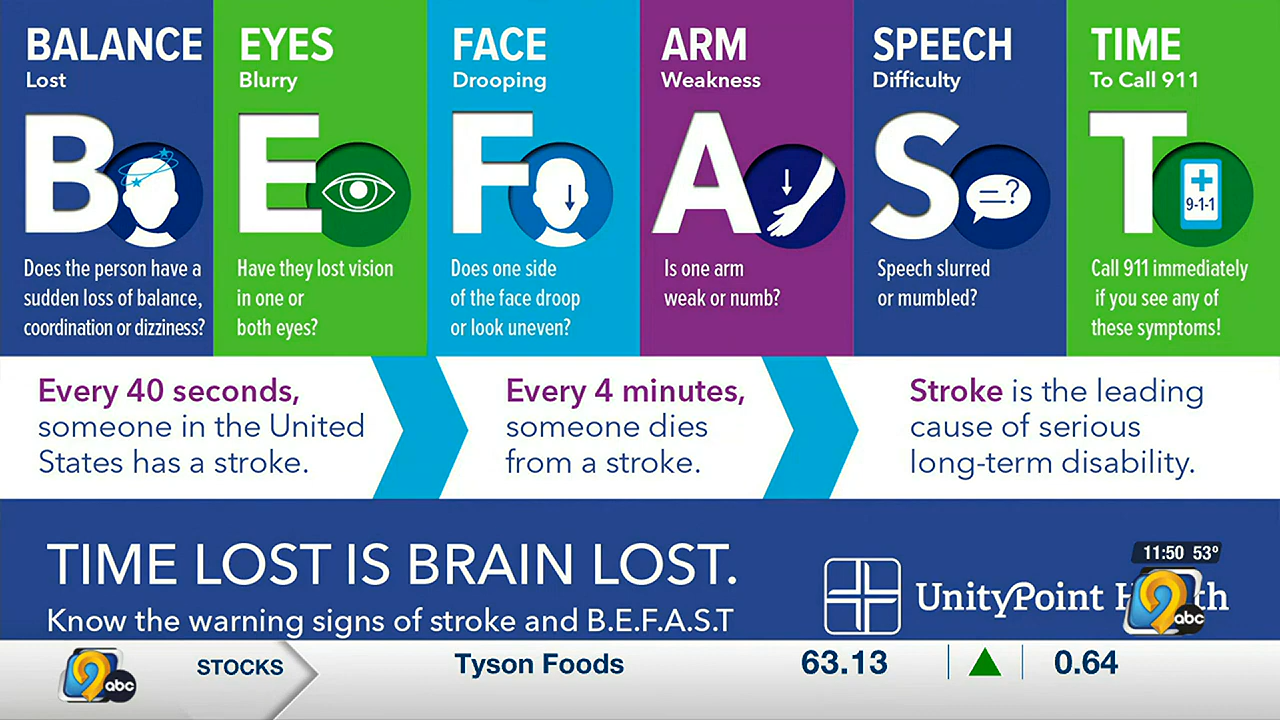 BALANCE
Lost
B
Does the person have a
sudden loss of balance,
coordination or dizziness?
EYES
Blurry
E
Have they lost vision
in one or
both eyes?
FACE
Drooping
F
Does one side
of the face droop
or look uneven?
ARM
Weakness
A
Is one arm
weak or numb?
SPEECH
Difficulty
S
=?
Speech slurred
or mumbled?
TIME
To Call 911
T
9-1-1
Call 911 immediately
if you see any of
these symptoms!
Every 40 seconds,
someone in the United
States has a stroke.
Every 4 minutes,
someone dies
from a stroke.
Stroke is the leading
cause of serious
long-term disability.
TIME LOST IS BRAIN LOST.
Know the warning signs of stroke and B.E.F.A.S.T
UnityPoint
11:50 53°
9 abc
9 abc
STOCKS
Tyson Foods
63.13
0.64